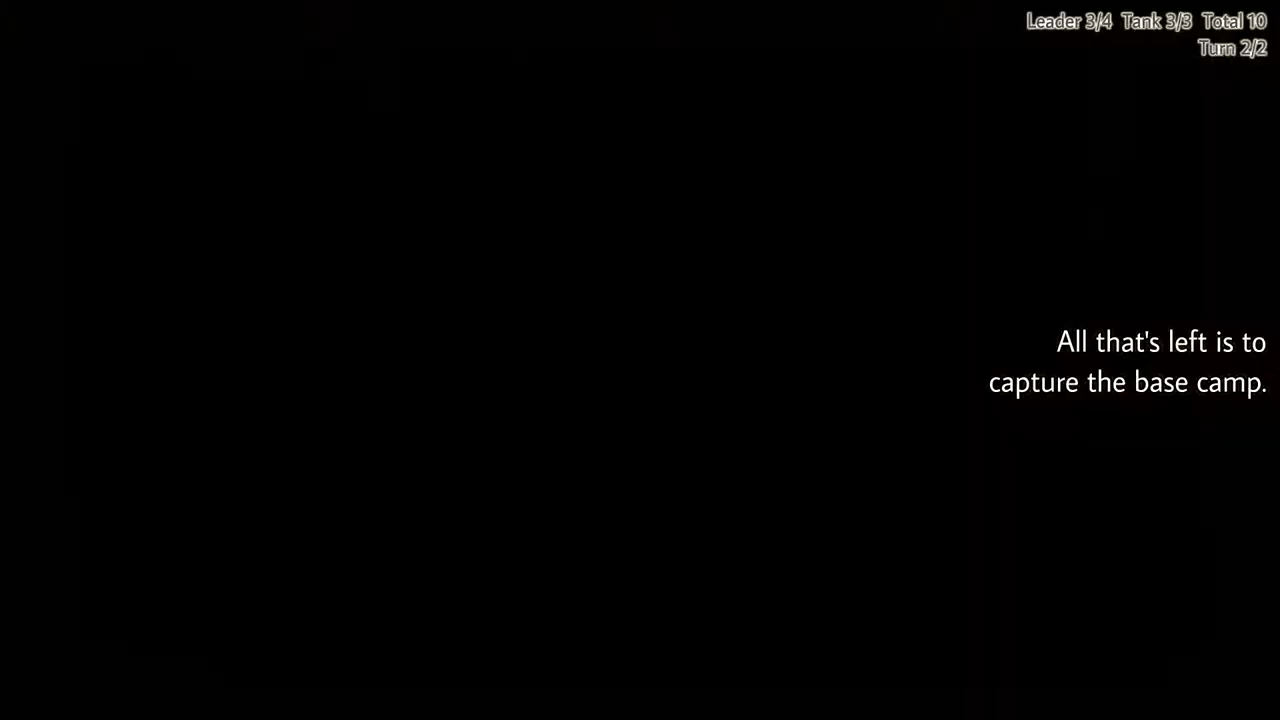 Leader 3/4 Tank 3/3 Total 10
Turn 2/2
All that's left is to
capture the base camp.